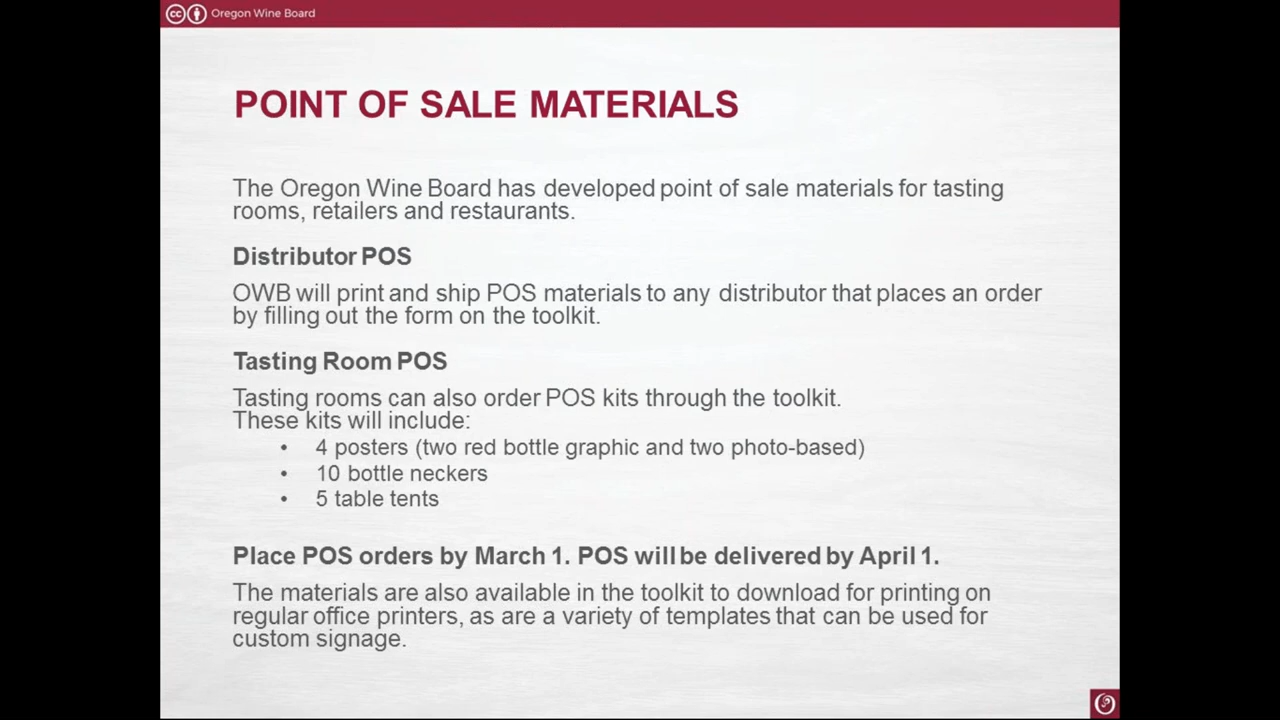 cc Oregon Wine Board
POINT OF SALE MATERIALS
The Oregon Wine Board has developed point of sale materials for tasting
rooms, retailers and restaurants.
Distributor POS
OWB will print and ship POS materials to any distributor that places an order
by filling out the form on the toolkit.
Tasting Room POS
Tasting rooms can also order POS kits through the toolkit.
These kits will include:
• 4 posters (two red bottle graphic and two photo-based)
• 10 bottle neckers
• 5 table tents
Place POS orders by March 1. POS will be delivered by April 1.
The materials are also available in the toolkit to download for printing on
regular office printers, as are a variety of templates that can be used for
custom signage.